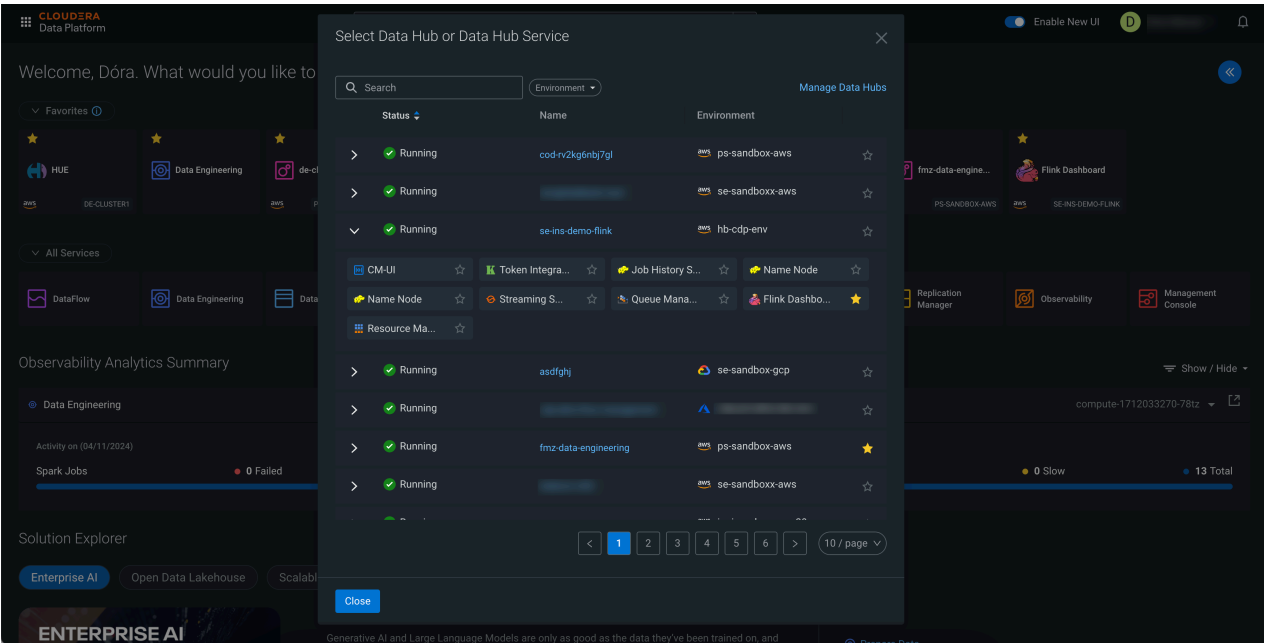 CLOUDERA
Data Platform
Enable New UI
D
Welcome, Dóra. What would you like to
Favorites
HUE
aws DE-CLUSTER1
Data Engineering
de-cl
aws P
fmz-data-engine...
PS-SANDBOX-AWS
Flink Dashboard
aws SE-INS-DEMO-FLINK
All Services
DataFlow
Data Engineering
Data
Replication
Manager
Observability
Management
Console
Observability Analytics Summary
Show / Hide
Data Engineering
compute-1712033270-78tz
Activity on (04/11/2024)
Spark Jobs
0 Failed
0 Slow
13 Total
Solution Explorer
Enterprise AI
Open Data Lakehouse
Scalabl
ENTERPRISE AI
Generative AI and Large Language Models are only as good as the data they've been trained on, and
Prepare Data
Select Data Hub or Data Hub Service
Search
Environment
Manage Data Hubs
Status Name Environment
Running cod-rv2kg6nbj7gl aws ps-sandbox-aws
Running aws se-sandboxx-aws
Running se-ins-demo-flink aws hb-cdp-env
CM-UI Token Integra... Job History S... Name Node
Name Node Streaming S... Queue Mana... Flink Dashbo...
Resource Ma...
Running asdfghj se-sandbox-gcp
Running
Running fmz-data-engineering aws ps-sandbox-aws
Running aws se-sandboxx-aws
< 1 2 3 4 5 6 > 10 / page
Close